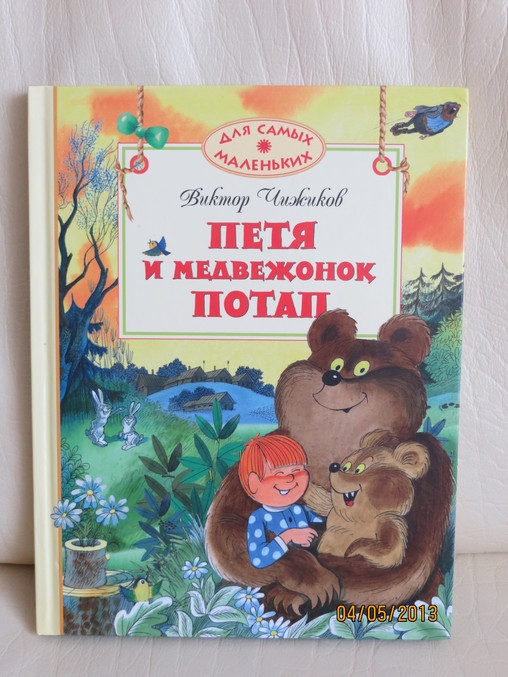 ДЛЯ САМЫХ
МАЛЕНЬКИХ
Виктор Чижиков
ПЕТЯ
И МЕДВЕЖОНОК
ПОТАП
04/05/2013